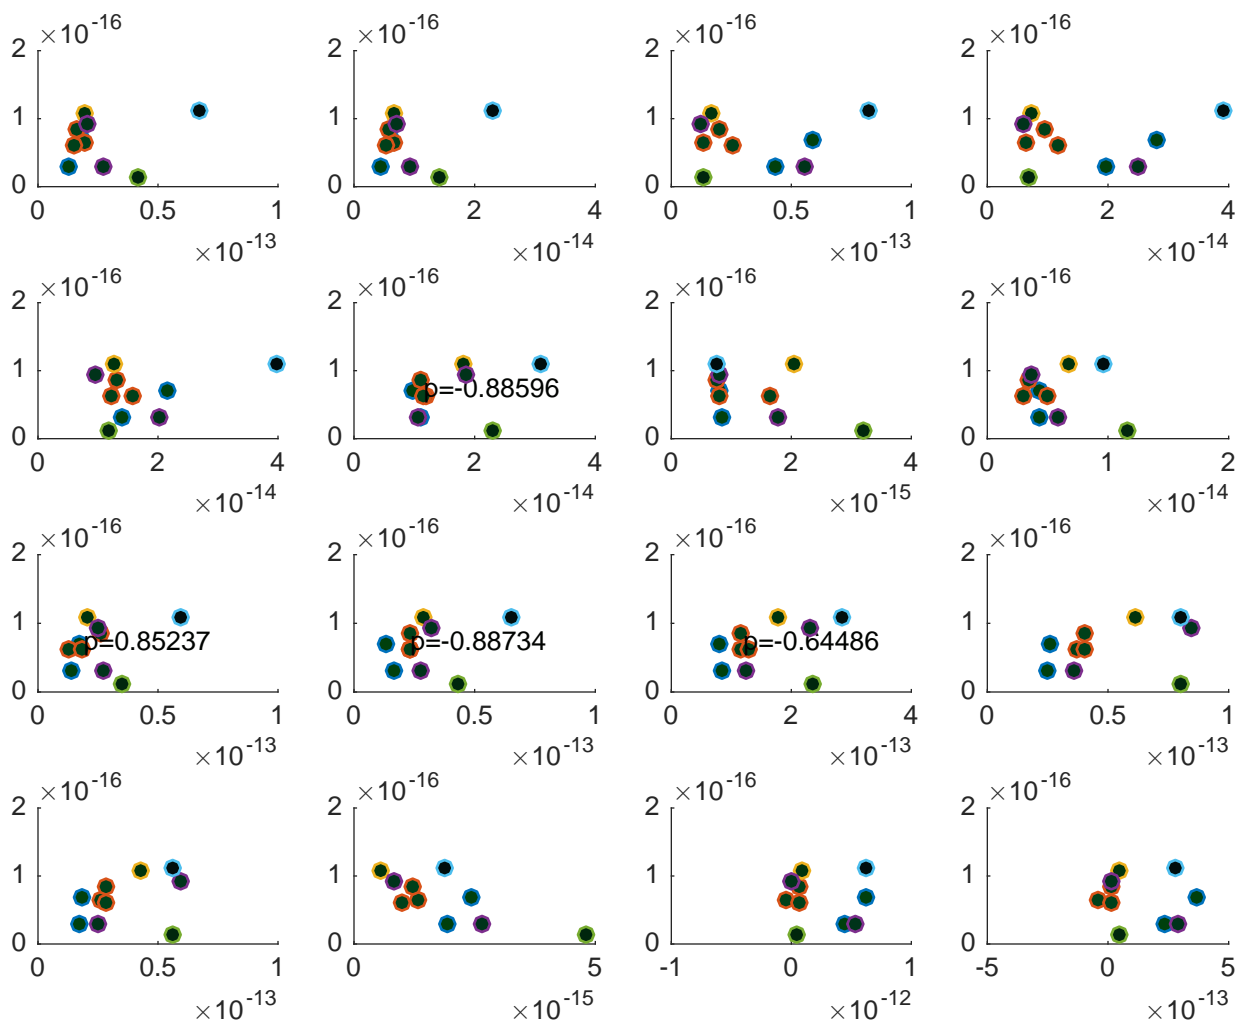 ×10-16 ×10-16 ×10-16 ×10-16
2 2 2 2
1 1 1 1
0 0 0 0
0 0.5 1 0 2 4 0 0.5 1 0 2 4
×10-13 ×10-14 ×10-13 ×10-14
×10-16 ×10-16 ×10-16 ×10-16
2 2 2 2
1 1 1 1
p=-0.88596
0 0 0 0
0 2 4 0 2 4 0 2 4 0 1 2
×10-14 ×10-14 ×10-15 ×10-14
×10-16 ×10-16 ×10-16 ×10-16
2 2 2 2
1 1 1 1
p=0.85237 p=-0.88734 p=-0.64486
0 0 0 0
0 0.5 1 0 0.5 1 0 2 4 0 0.5 1
×10-13 ×10-13 ×10-13 ×10-13
×10-16 ×10-16 ×10-16 ×10-16
2 2 2 2
1 1 1 1
0 0 0 0
0 0.5 1 0 5 -1 0 1 -5 0 5
×10-13 ×10-15 ×10-12 ×10-13